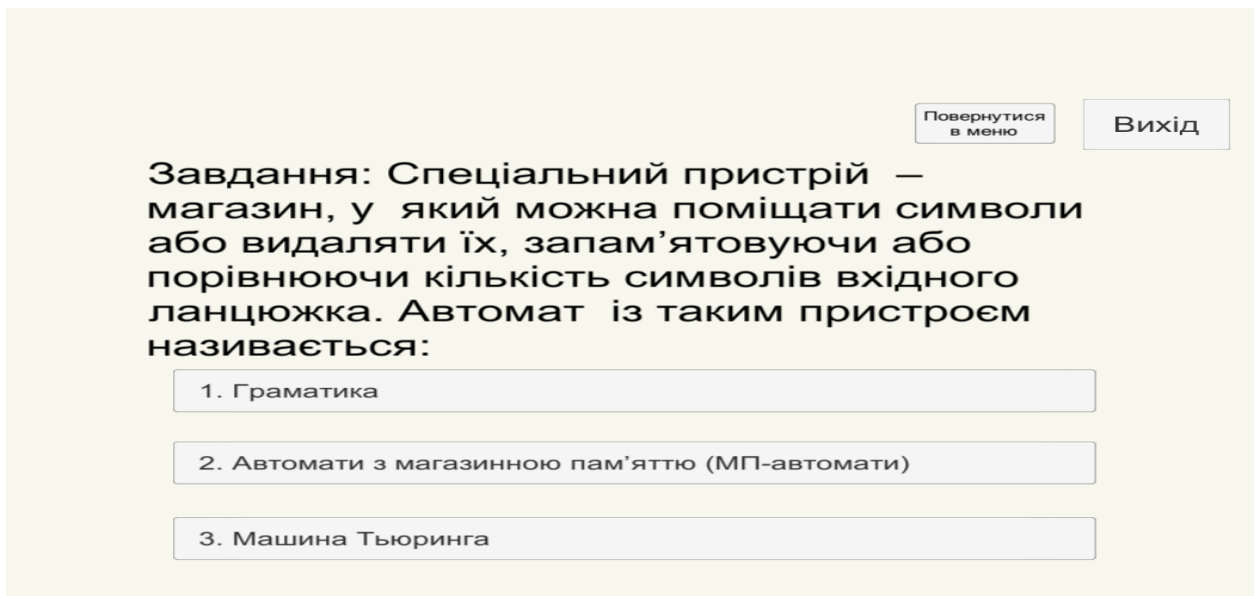 Повернутися
в меню
Вихід
Завдання: Спеціальний пристрій –
магазин, у який можна поміщати символи
або видаляти їх, запам’ятовуючи або
порівнюючи кількість символів вхідного
ланцюжка. Автомат із таким пристроєм
називається:
1. Граматика
2. Автомати з магазинною пам’яттю (МП-автомати)
3. Машина Тьюринга